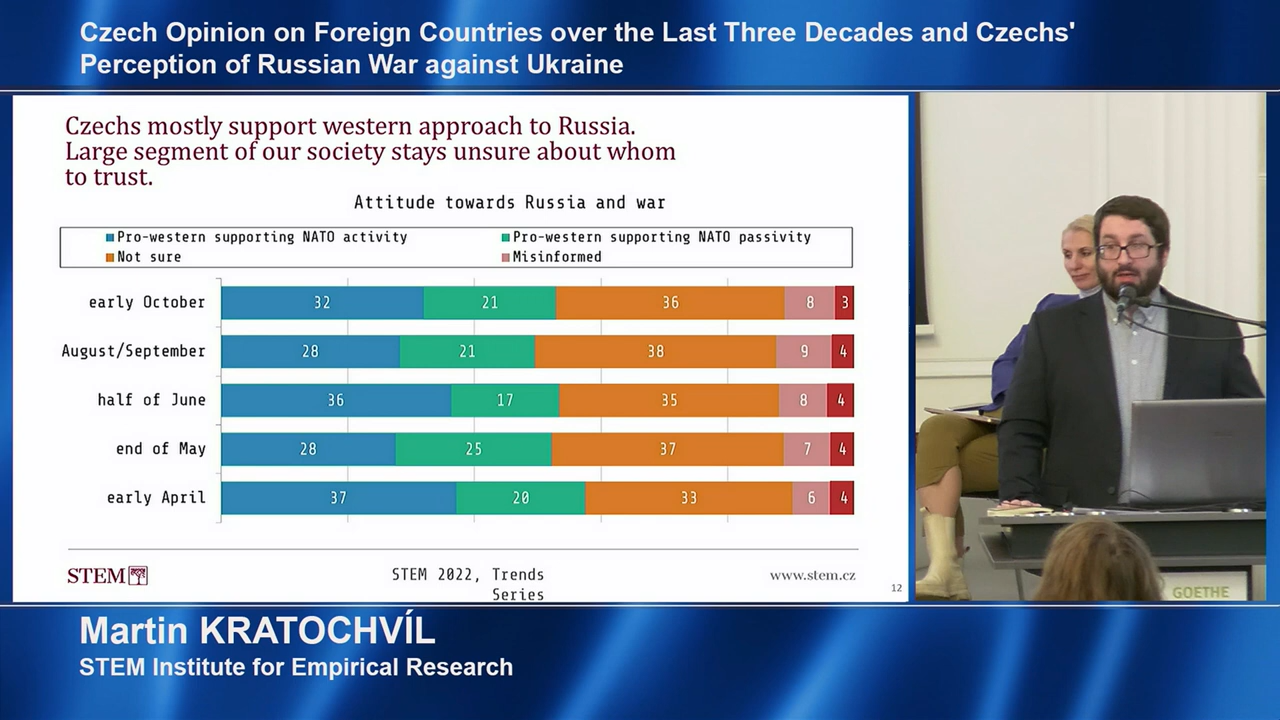 Czech Opinion on Foreign Countries over the Last Three Decades and Czechs'
Perception of Russian War against Ukraine
Czechs mostly support western approach to Russia.
Large segment of our society stays unsure about whom
to trust.
Attitude towards Russia and war
Pro-western supporting NATO activity
Pro-western supporting NATO passivity
Not sure
Misinformed
early October 32 21 36 8 3
August/September 28 21 38 9 4
half of June 36 17 35 8 4
end of May 28 25 37 7 4
early April 37 20 33 6 4
STEM
STEM 2022, Trends
Series
www.stem.cz
12
GOETHE
Martin KRATOCHVÍL
STEM Institute for Empirical Research